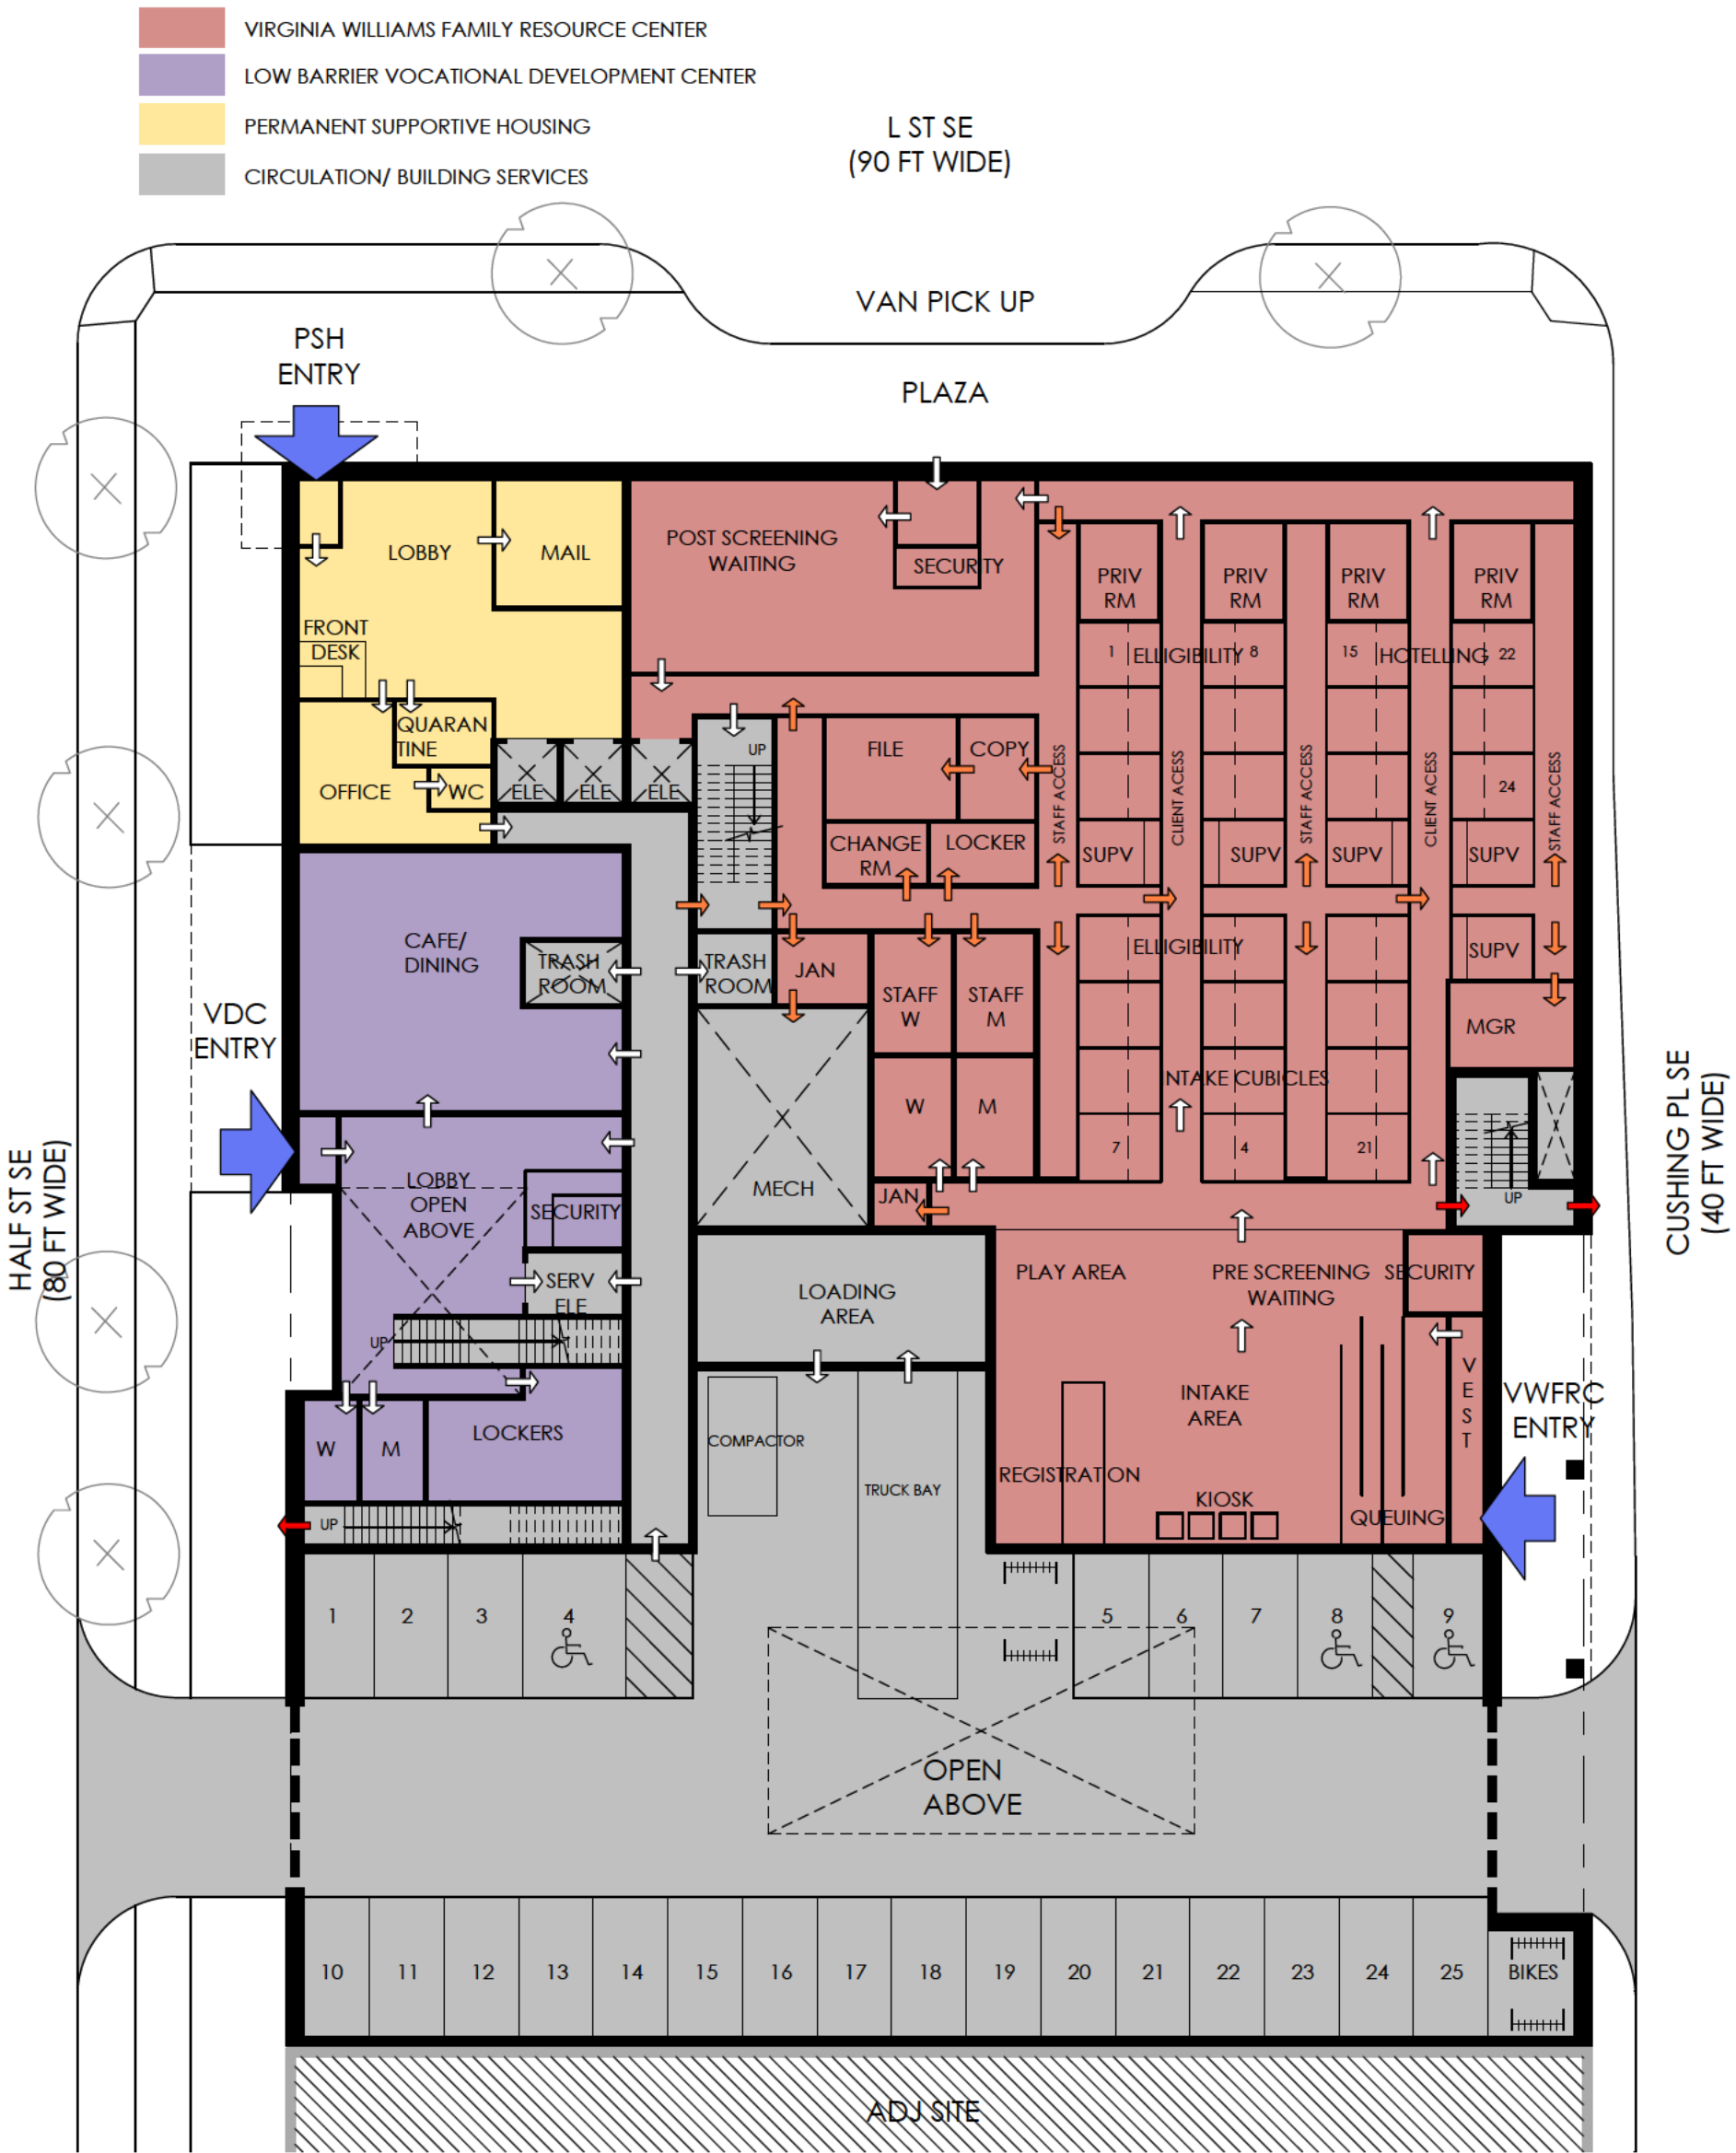 VIRGINIA WILLIAMS FAMILY RESOURCE CENTER
LOW BARRIER VOCATIONAL DEVELOPMENT CENTER
PERMANENT SUPPORTIVE HOUSING
CIRCULATION/ BUILDING SERVICES
L ST SE
(90 FT WIDE)
VAN PICK UP
PLAZA
PSH
ENTRY
LOBBY
MAIL
FRONT
DESK
QUARAN
TINE
OFFICE
WC
ELE
ELE
ELE
POST SCREENING
WAITING
SECURITY
UP
FILE
COPY
CHANGE
RM
LOCKER
STAFF ACCESS
CLIENT ACESS
STAFF ACCESS
CLIENT ACESS
STAFF ACCESS
PRIV
RM
PRIV
RM
PRIV
RM
PRIV
RM
1
ELLIGIBILITY
8
15
HOTELLING
22
24
SUPV
SUPV
SUPV
SUPV
ELLIGIBILITY
SUPV
MGR
NTAKE CUBICLES
7
4
21
UP
CAFE/
DINING
TRASH
ROOM
TRASH
ROOM
JAN
STAFF
W
STAFF
M
W
M
JAN
MECH
VDC
ENTRY
HALF ST SE
(80 FT WIDE)
CUSHING PL SE
(40 FT WIDE)
LOBBY
OPEN
ABOVE
SECURITY
SERV
ELE
UP
W
M
LOCKERS
UP
LOADING
AREA
COMPACTOR
TRUCK BAY
PLAY AREA
PRE SCREENING
WAITING
SECURITY
INTAKE
AREA
REGISTRATION
KIOSK
QUEUING
V
E
S
T
VWFRC
ENTRY
1
2
3
4
5
6
7
8
9
OPEN
ABOVE
10
11
12
13
14
15
16
17
18
19
20
21
22
23
24
25
BIKES
ADJ SITE